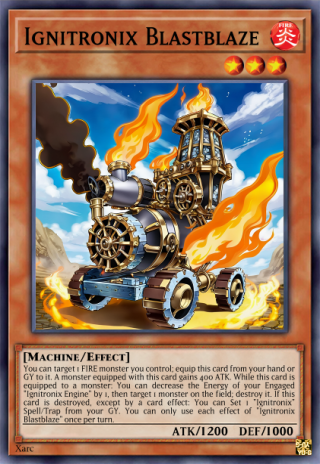 Ignitronix Blastblaze
FIRE
炎
[Machine/Effect]
You can target 1 FIRE monster you control; equip this card from your hand or
GY to it. A monster equipped with this card gains 400 ATK. While this card is
equipped to a monster: You can decrease the Energy of your Engaged
"Ignitronix Engine" by 1, then target 1 monster on the field; destroy it. If this
card is destroyed, except by a card effect: You can Set 1 "Ignitronix"
Spell/Trap from your GY. You can only use each effect of "Ignitronix
Blastblaze" once per turn.
ATK/1200 DEF/1000
Xarc